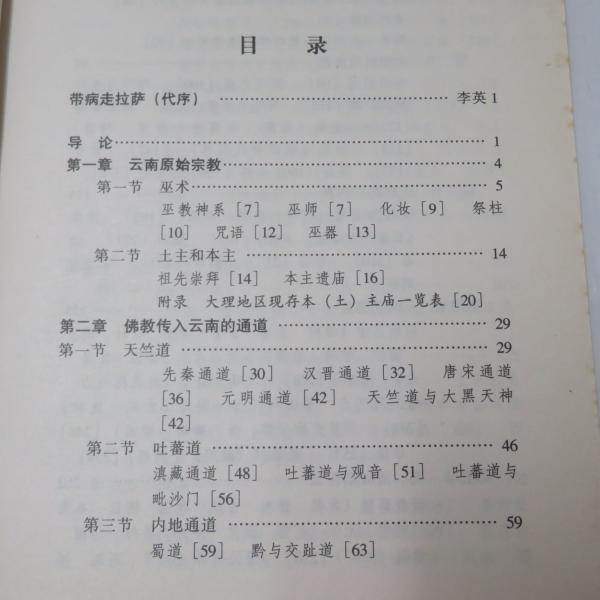 目 录
带病走拉萨（代序） ………………………………… 李英 1
导 论………………………………………………… 1
第一章 云南原始宗教………………………………… 4
第一节 巫术………………………………………… 5
巫教神系［7］ 巫师［7］ 化妆［9］ 祭柱
［10］ 咒语［12］ 巫器［13］
第二节 土主和本主 ………………………………… 14
祖先崇拜［14］ 本主遗庙［16］
附录 大理地区现存本（土）主庙一览表［20］
第二章 佛教传入云南的通道 ………………………… 29
第一节 天竺道 ……………………………………… 29
先秦通道［30］ 汉晋通道［32］ 唐宋通道
［36］ 元明通道［42］ 天竺道与大黑天神
［42］
第二节 吐蕃道 ……………………………………… 46
滇藏通道［48］ 吐蕃道与观音［51］ 吐蕃道与
毗沙门［56］
第三节 内地通道 …………………………………… 59
蜀道［59］ 黔与交趾道［63］